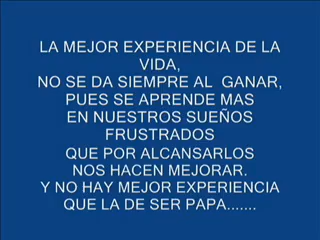 LA MEJOR EXPERIENCIA DE LA
VIDA,
NO SE DA SIEMPRE AL GANAR,
PUES SE APRENDE MAS
EN NUESTROS SUEÑOS
FRUSTRADOS
QUE POR ALCANSARLOS
NOS HACEN MEJORAR.
Y NO HAY MEJOR EXPERIENCIA
QUE LA DE SER PAPA.......